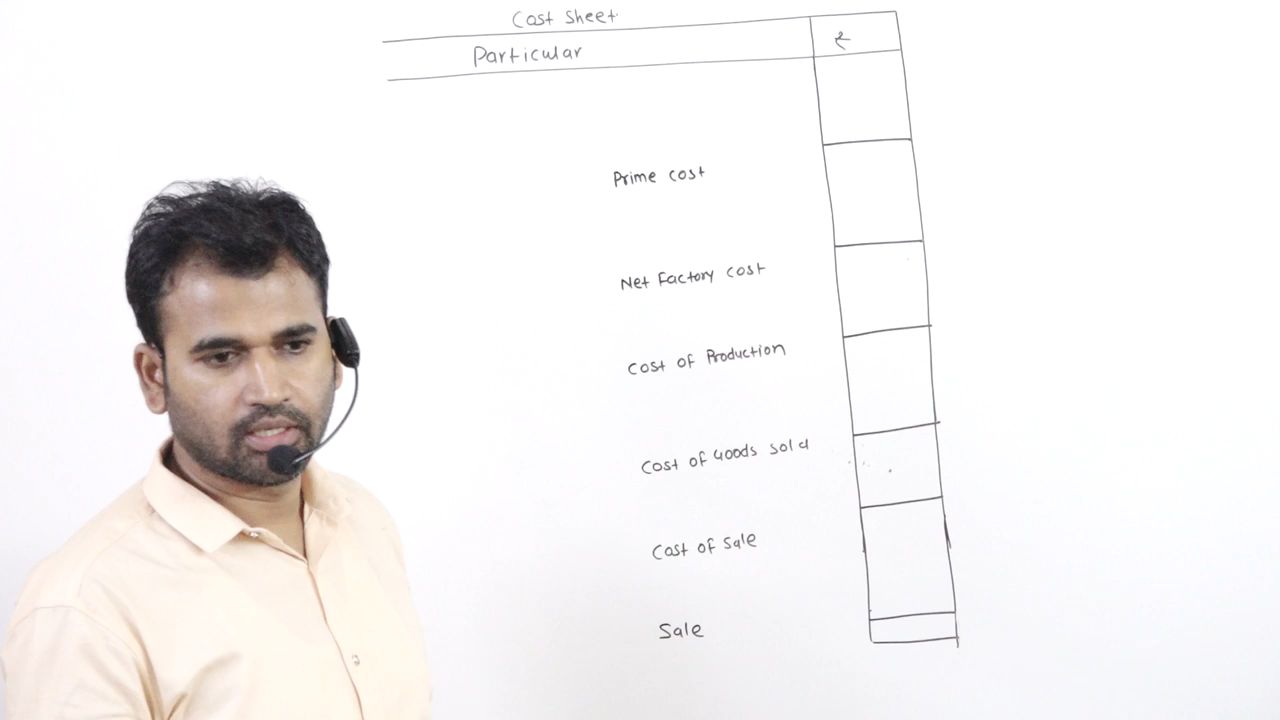 Cost Sheet
Particular ₹
Prime cost
Net Factory cost
Cost of Production
Cost of Goods sold
Cost of Sale
Sale